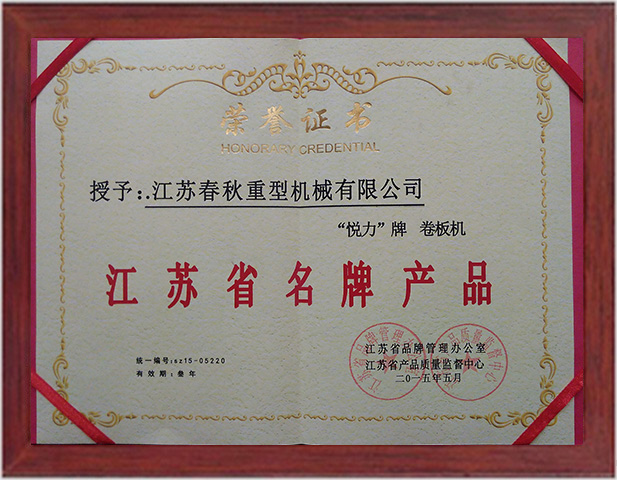 荣誉证书
HONORARY CREDENTIAL
授予:.江苏春秋重型机械有限公司
“悦力”牌 卷板机
江苏省名牌产品
统一编号:sz15-05220
有效期:叁年
江苏省品牌管理办公室
江苏省产品质量监督中心
二〇一五年五月